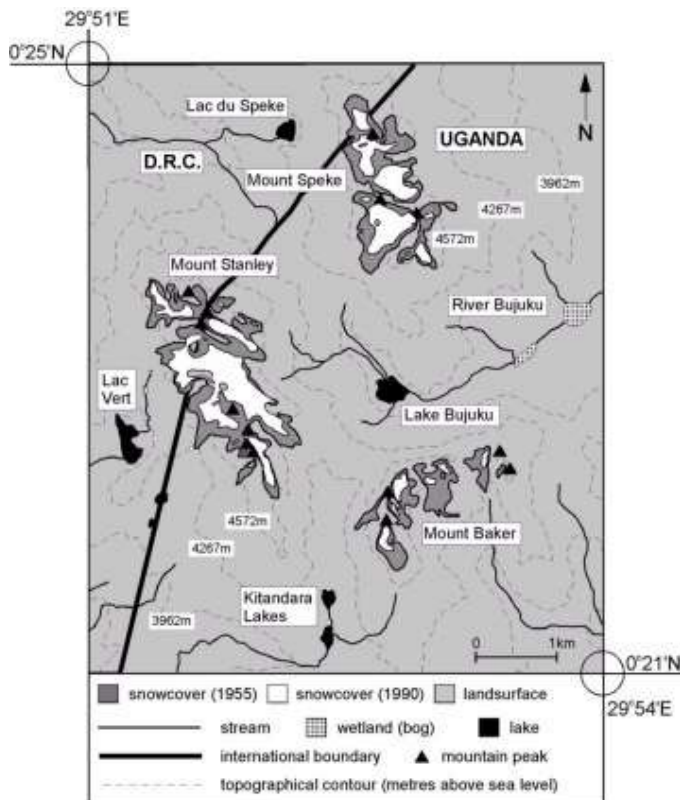 29°51'E
0°25'N
Lac du Speke
UGANDA
N
D.R.C.
Mount Speke
3962m
4267m
4572m
Mount Stanley
River Bujuku
Lac
Vert
Lake Bujuku
4572m
Mount Baker
4267m
Kitandara
Lakes
3962m
0 1km
0°21'N
snowcover (1955) snowcover (1990) landsurface
29°54'E
stream wetland (bog) lake
international boundary mountain peak
topographical contour (metres above sea level)